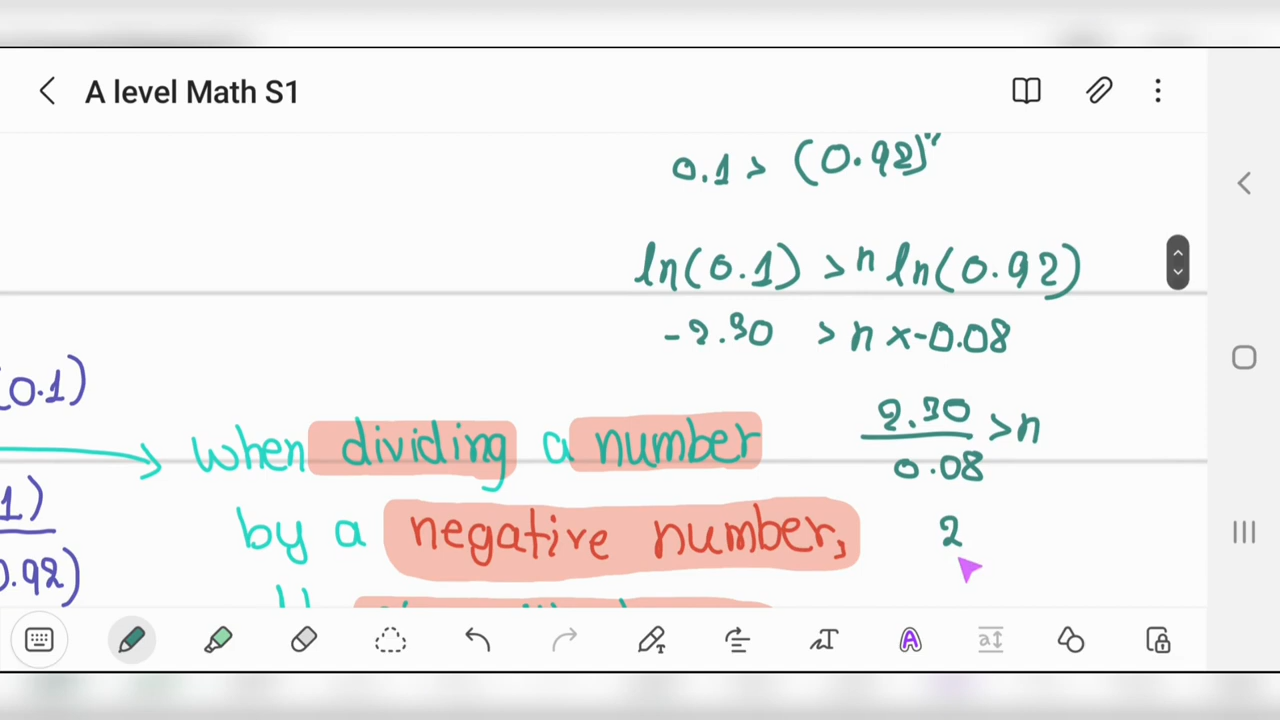 A level Math S1
0.1 > (0.92)ⁿ
ln(0.1) > n ln(0.92)
-2.30 > n x -0.08
(0.1)
2.30
0.08
> n
when dividing a number
1)
0.92)
by a negative number,
2